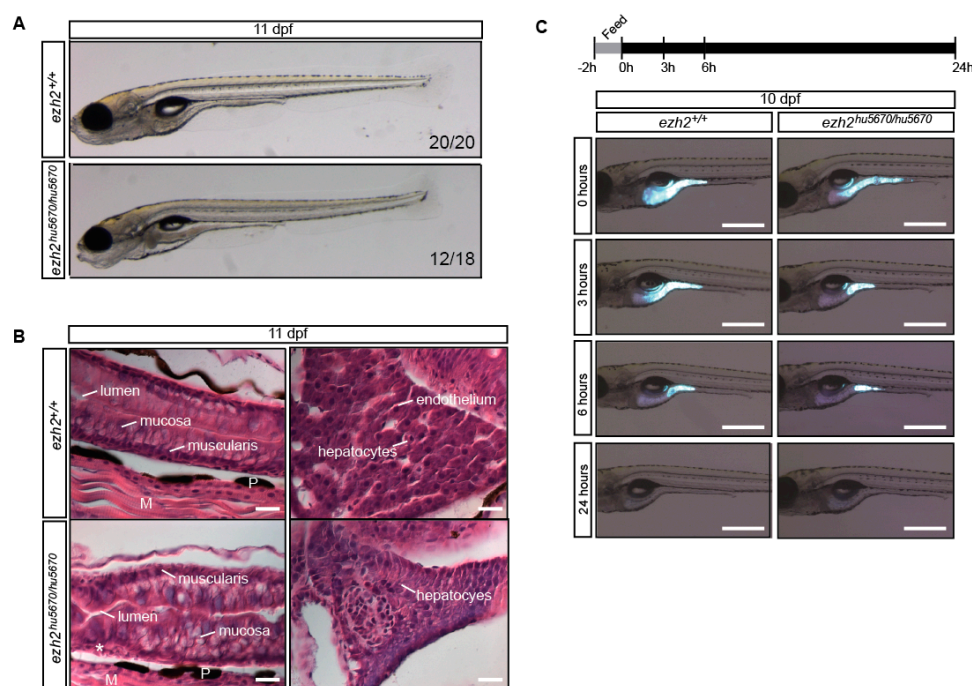 A
11 dpf
ezh2+/+
20/20
ezh2hu5670/hu5670
12/18
B
11 dpf
ezh2+/+
lumen
mucosa
muscularis
P
M
endothelium
hepatocytes
ezh2hu5670/hu5670
muscularis
lumen
mucosa
*
P
M
hepatocyes
C
Feed
-2h 0h 3h 6h 24h
10 dpf
ezh2+/+ ezh2hu5670/hu5670
0 hours
3 hours
6 hours
24 hours